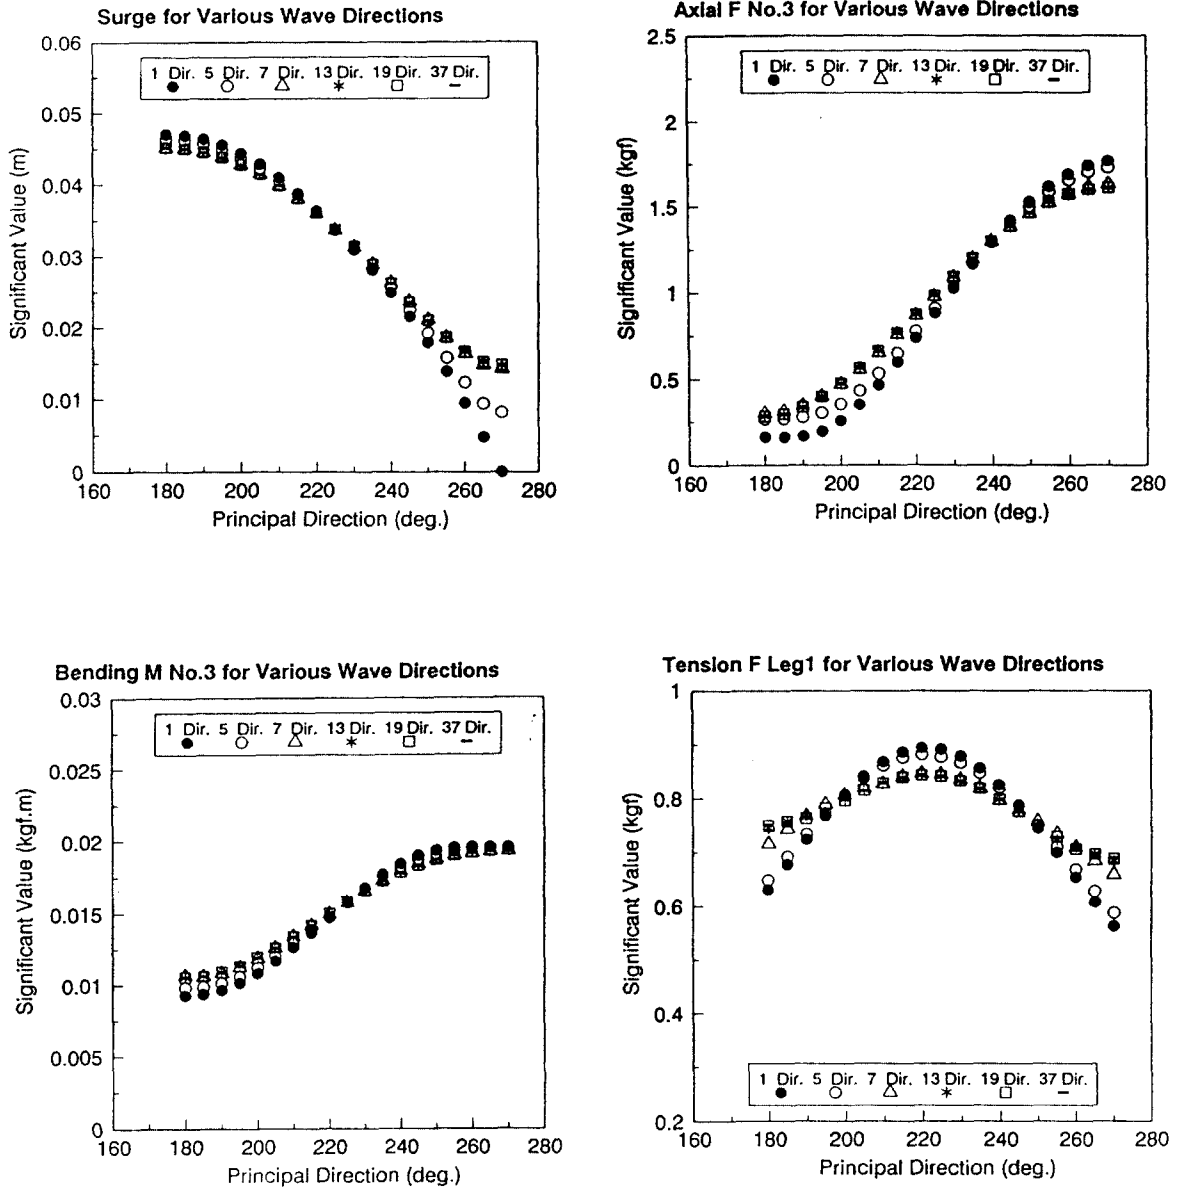 Surge for Various Wave Directions
0.06
0.05
0.04
0.03
0.02
0.01
0
Significant Value (m)
1 Dir. 5 Dir. 7 Dir. 13 Dir. 19 Dir. 37 Dir.
160 180 200 220 240 260 280
Principal Direction (deg.)
Axial F No.3 for Various Wave Directions
2.5
2
1.5
1
0.5
0
Significant Value (kgf)
1 Dir. 5 Dir. 7 Dir. 13 Dir. 19 Dir. 37 Dir.
160 180 200 220 240 260 280
Principal Direction (deg.)
Bending M No.3 for Various Wave Directions
0.03
0.025
0.02
0.015
0.01
0.005
0
Significant Value (kgf.m)
1 Dir. 5 Dir. 7 Dir. 13 Dir. 19 Dir. 37 Dir.
160 180 200 220 240 260 280
Principal Direction (deg.)
Tension F Leg1 for Various Wave Directions
1
0.8
0.6
0.4
0.2
Significant Value (kgf)
1 Dir. 5 Dir. 7 Dir. 13 Dir. 19 Dir. 37 Dir.
160 180 200 220 240 260 280
Principal Direction (deg.)